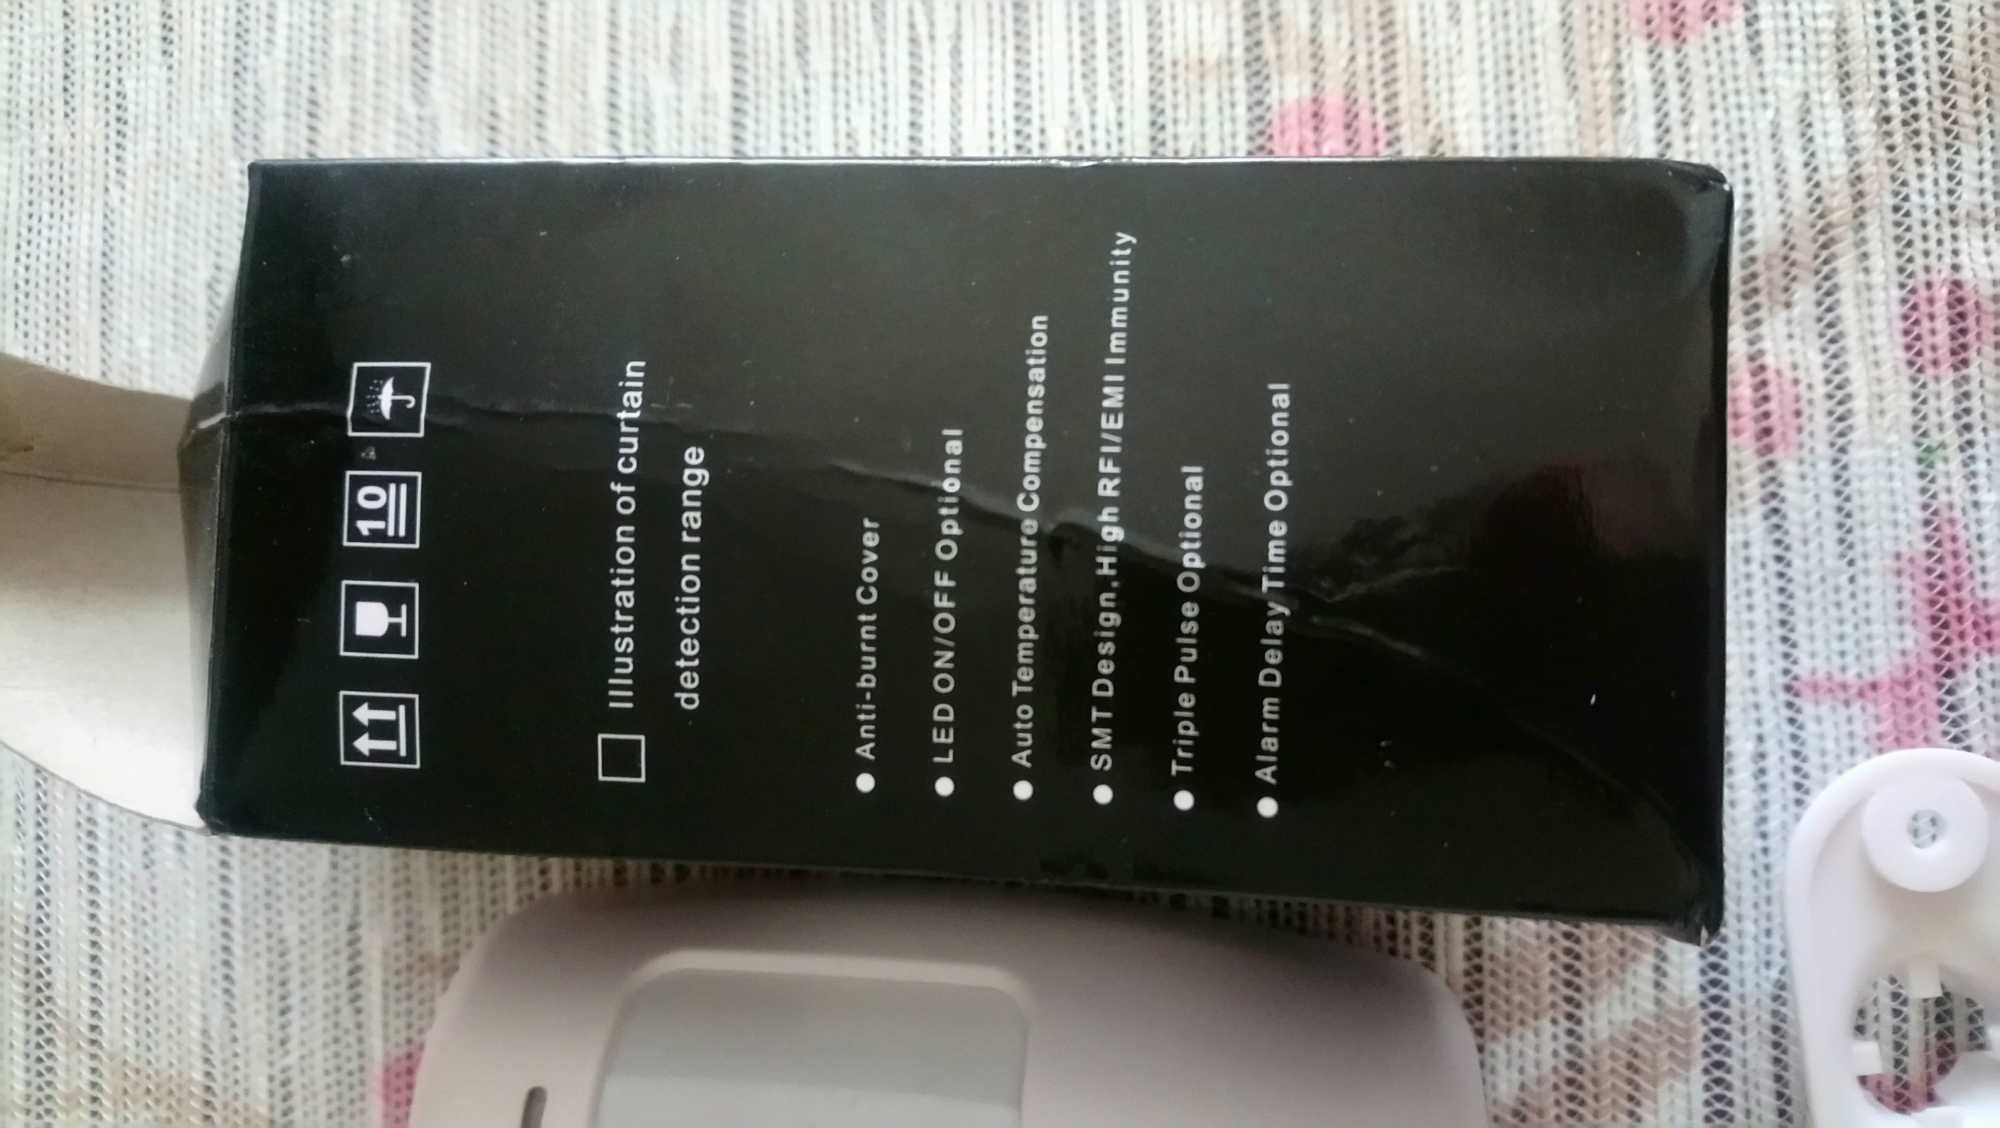 10
Illustration of curtain
detection range
● Anti-burnt Cover
● LED ON/OFF Optional
● Auto Temperature Compensation
● SMT Design,High RFI/EMI Immunity
● Triple Pulse Optional
● Alarm Delay Time Optional